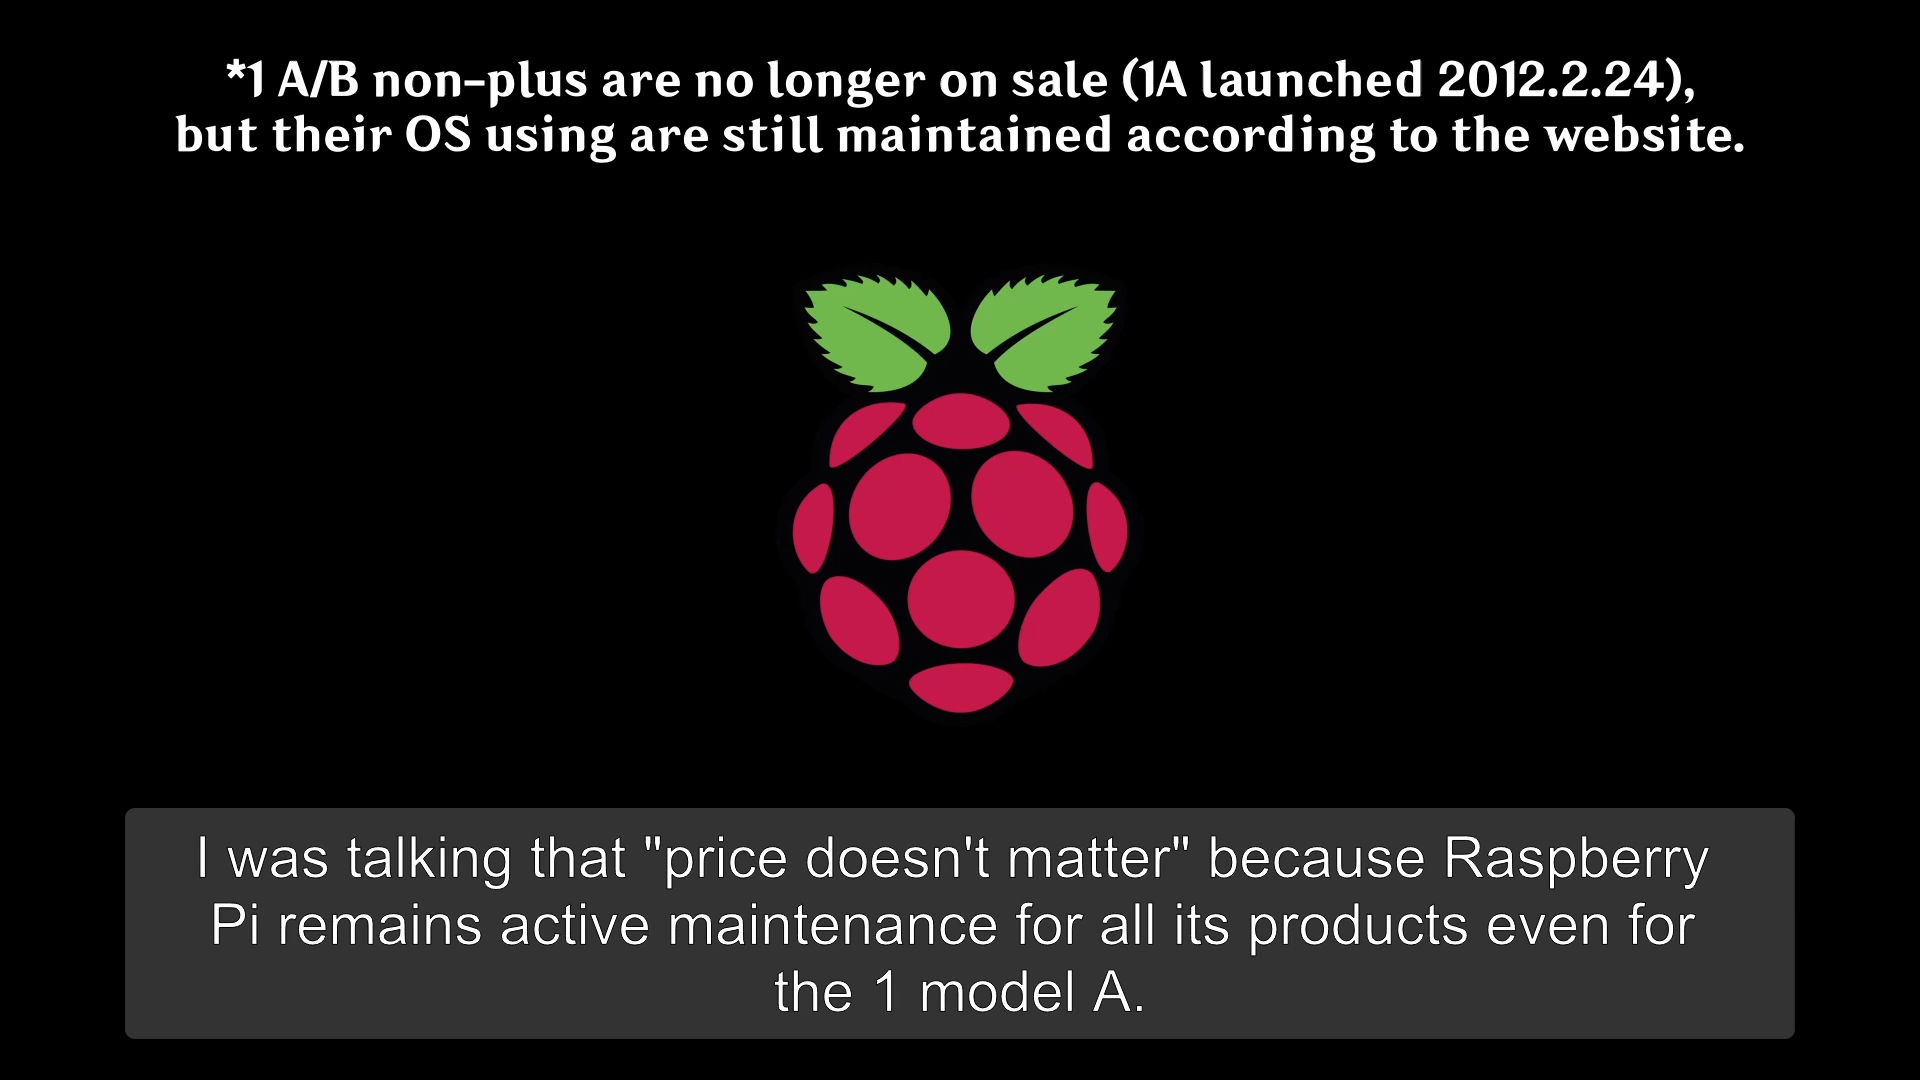 *1 A/B non-plus are no longer on sale (1A launched 2012.2.24),
but their OS using are still maintained according to the website.
I was talking that "price doesn't matter" because Raspberry
Pi remains active maintenance for all its products even for
the 1 model A.